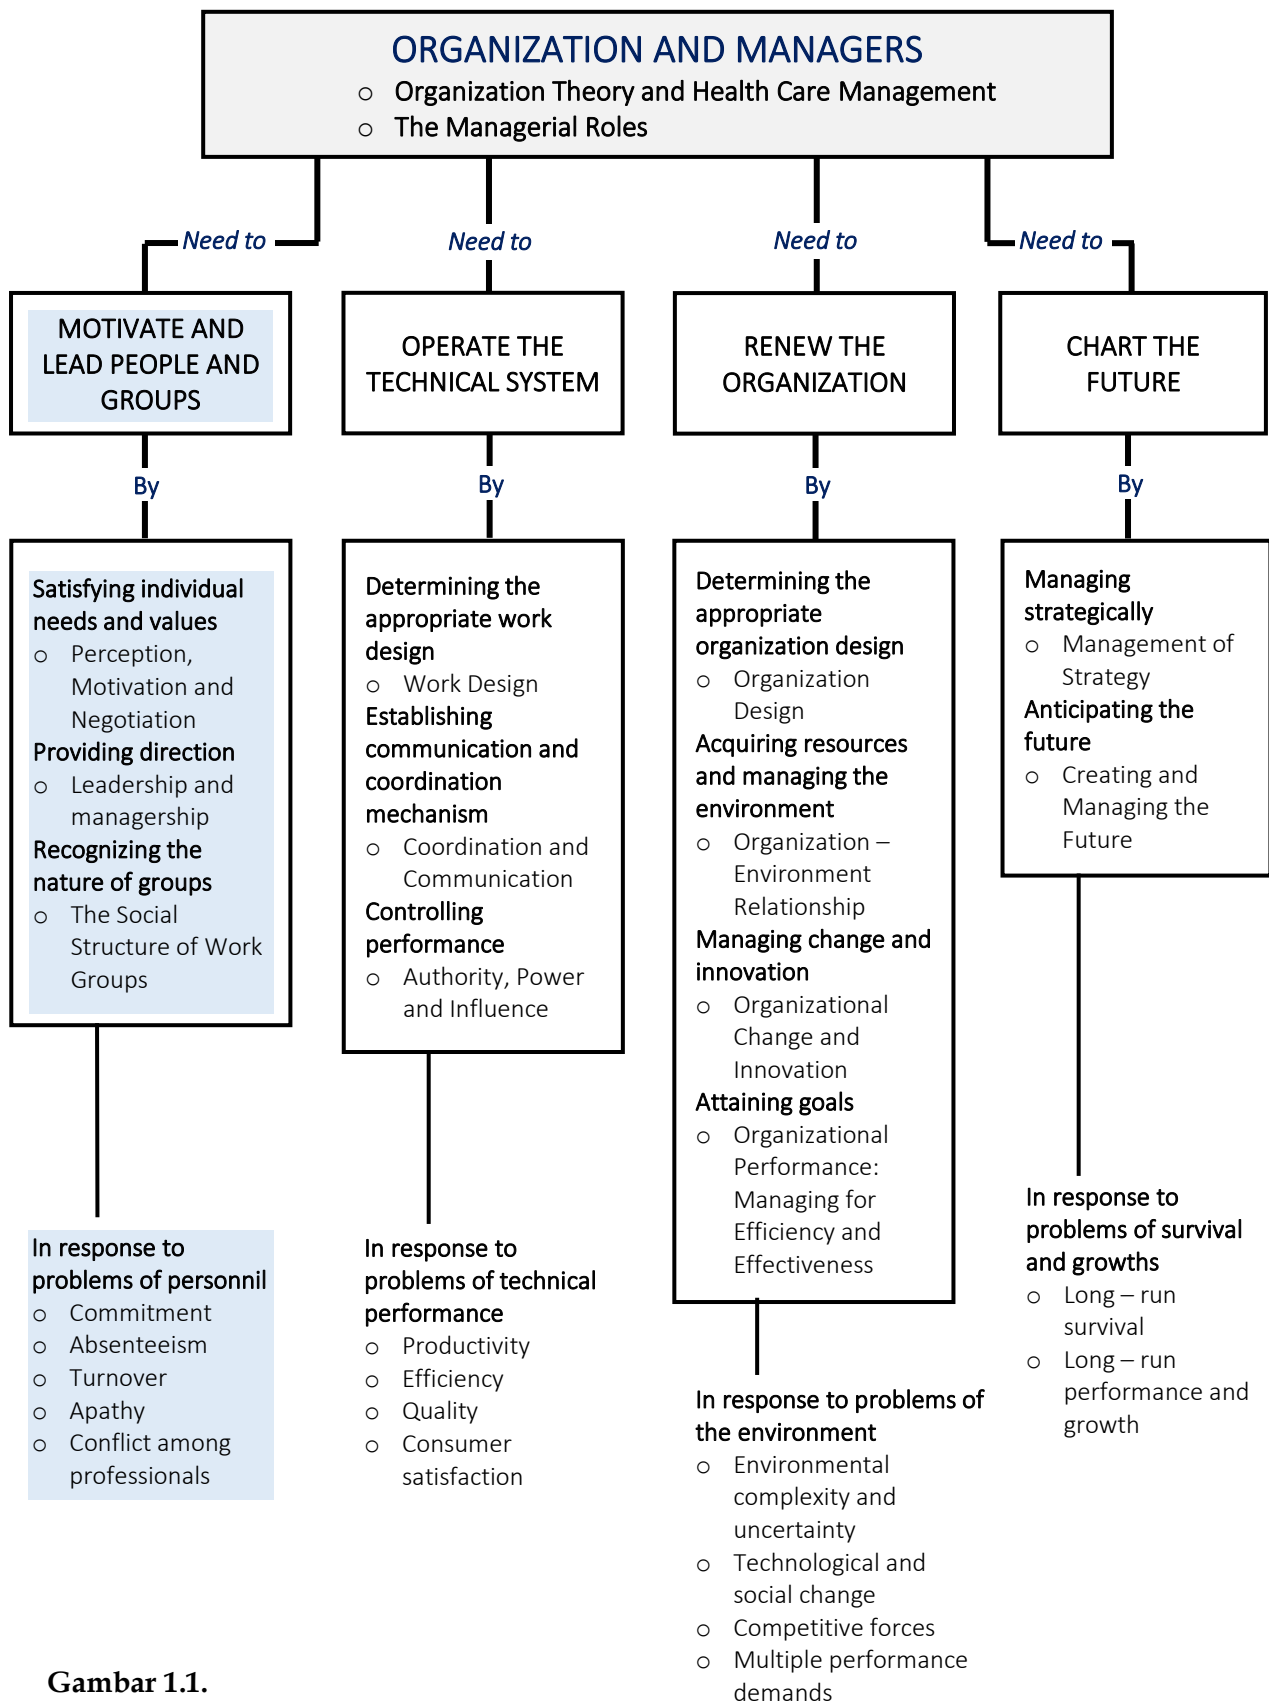 ORGANIZATION AND MANAGERS
o Organization Theory and Health Care Management
o The Managerial Roles
Need to
Need to
Need to
Need to
MOTIVATE AND
LEAD PEOPLE AND
GROUPS
OPERATE THE
TECHNICAL SYSTEM
RENEW THE
ORGANIZATION
CHART THE
FUTURE
By
By
By
By
Satisfying individual
needs and values
o Perception,
Motivation and
Negotiation
Providing direction
o Leadership and
managership
Recognizing the
nature of groups
o The Social
Structure of Work
Groups
Determining the
appropriate work
design
o Work Design
Establishing
communication and
coordination
mechanism
o Coordination and
Communication
Controlling
performance
o Authority, Power
and Influence
Determining the
appropriate
organization design
o Organization
Design
Acquiring resources
and managing the
environment
o Organization –
Environment
Relationship
Managing change and
innovation
o Organizational
Change and
Innovation
Attaining goals
o Organizational
Performance:
Managing for
Efficiency and
Effectiveness
Managing
strategically
o Management of
Strategy
Anticipating the
future
o Creating and
Managing the
Future
In response to
problems of personnil
o Commitment
o Absenteeism
o Turnover
o Apathy
o Conflict among
professionals
In response to
problems of technical
performance
o Productivity
o Efficiency
o Quality
o Consumer
satisfaction
In response to problems of
the environment
o Environmental
complexity and
uncertainty
o Technological and
social change
o Competitive forces
o Multiple performance
demands
In response to
problems of survival
and growths
o Long – run
survival
o Long – run
performance and
growth
Gambar 1.1.